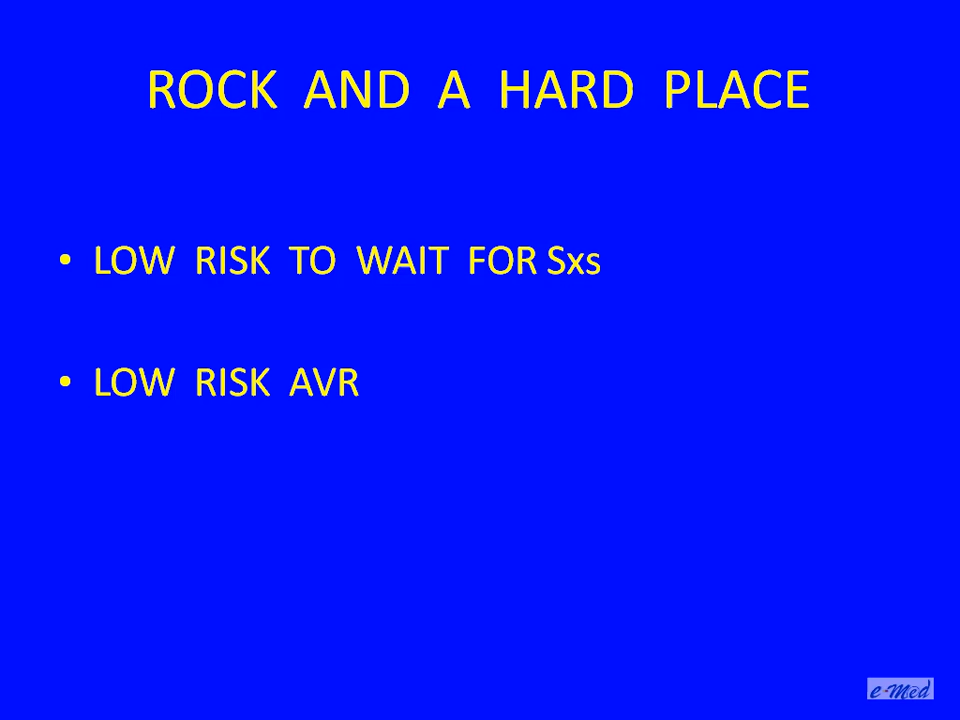 ROCK AND A HARD PLACE
• LOW RISK TO WAIT FOR Sxs
• LOW RISK AVR
e-Med